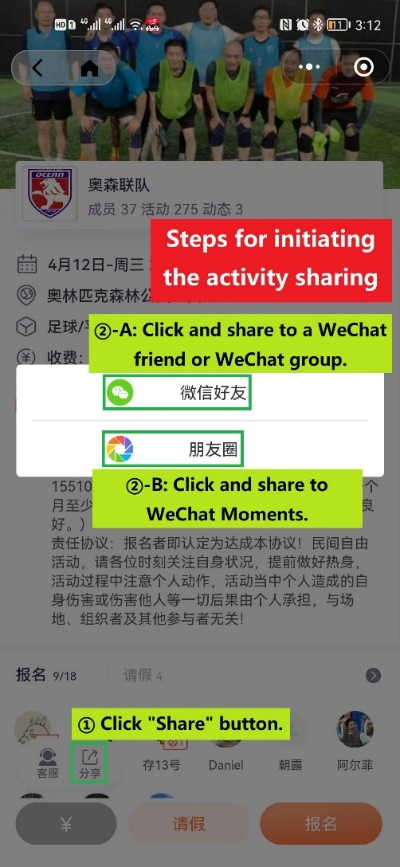 HD 1 4G 4G 11 3:12
OCEAN
奥森联队
成员 37 活动 275 动态 3
Steps for initiating
the activity sharing
4月12日-周三
奥林匹克森林公
足球/
②-A: Click and share to a WeChat
friend or WeChat group.
收费:
微信好友
朋友圈
②-B: Click and share to
WeChat Moments.
15510
个
月至少
良
好。）
责任协议：报名者即认定为达成本协议！民间自由
活动，请各位时刻关注自身状况，提前做好热身，
活动过程中注意个人动作，活动当中个人造成的自
身伤害或伤害他人等一切后果由个人承担，与场
地、组织者及其他参与者无关！
报名 9/18 请假 4
① Click "Share" button.
客服 分享 存13号 Daniel 朝露 阿尔菲
¥ 请假 报名